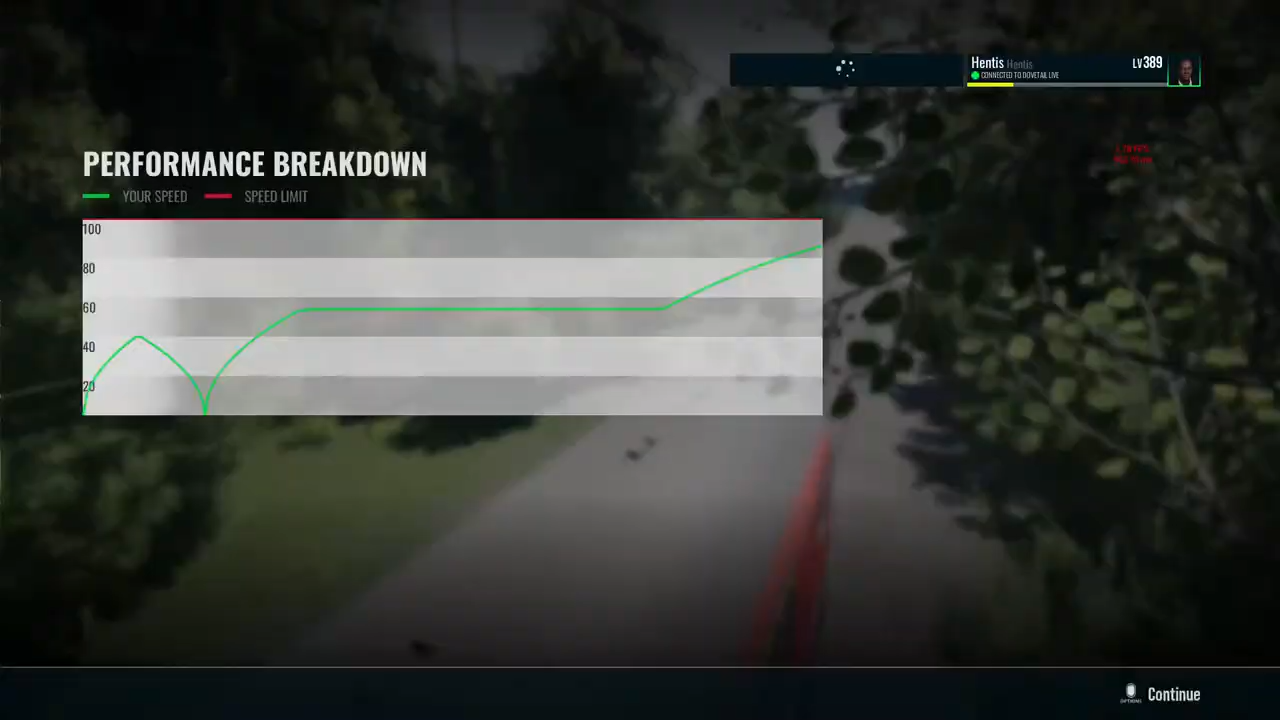 Hentis Hentis LV389
CONNECTED TO DOVETAIL LIVE
PERFORMANCE BREAKDOWN
YOUR SPEED SPEED LIMIT
100
80
60
40
20
OPTIONS Continue